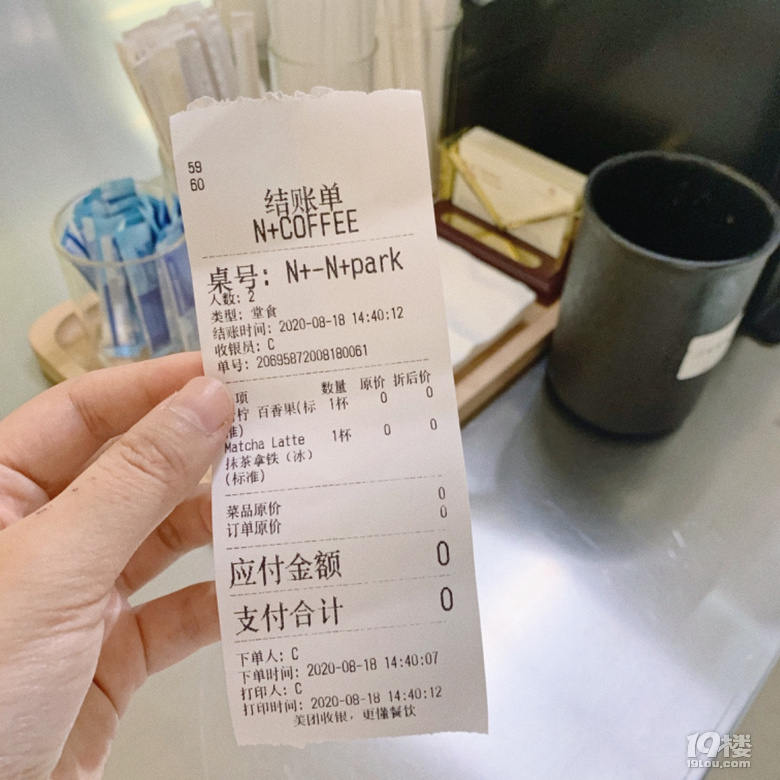 59
60
结账单
N+COFFEE
桌号: N+-N+park
人数: 2
类型: 堂食
结账时间: 2020-08-18 14:40:12
收银员: C
单号: 20695872008180061
项 数量 原价 折后价
柠 百香果(标 1杯 0 0
准)
Matcha Latte 1杯 0 0
抹茶拿铁（冰）
(标准)
菜品原价 0
订单原价 0
应付金额 0
支付合计 0
下单人: C
下单时间: 2020-08-18 14:40:07
打印人: C
打印时间: 2020-08-18 14:40:12
美团收银，更懂餐饮
19楼
19lou.com